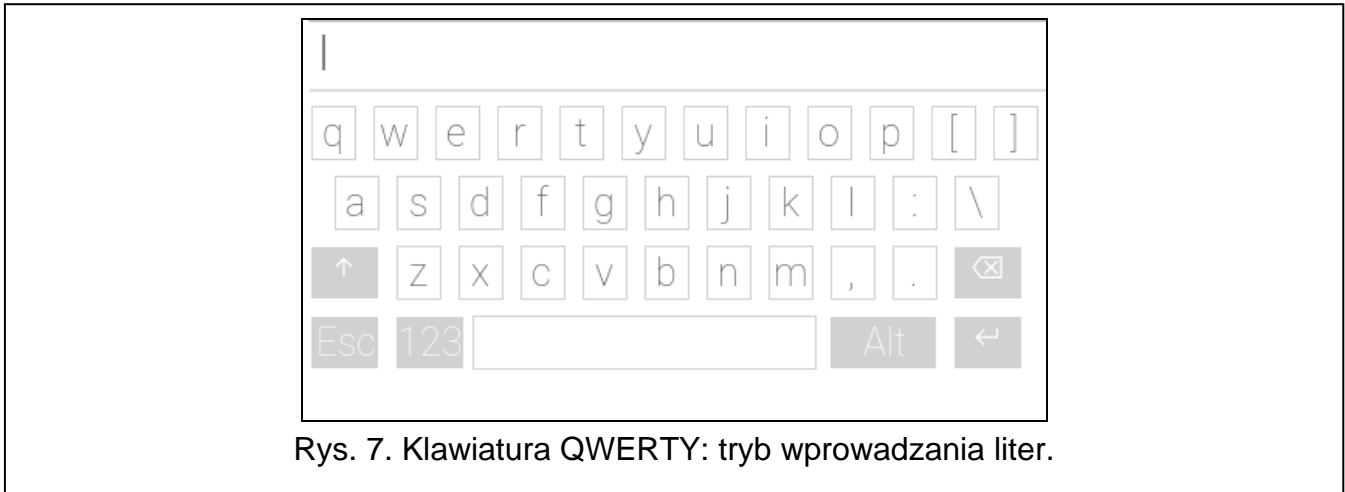 q w e r t y u i o p [ ]
a s d f g h j k l : \
↑ z x c v b n m , . ⌫
Esc 123 Alt ↵
Rys. 7. Klawiatura QWERTY: tryb wprowadzania liter.